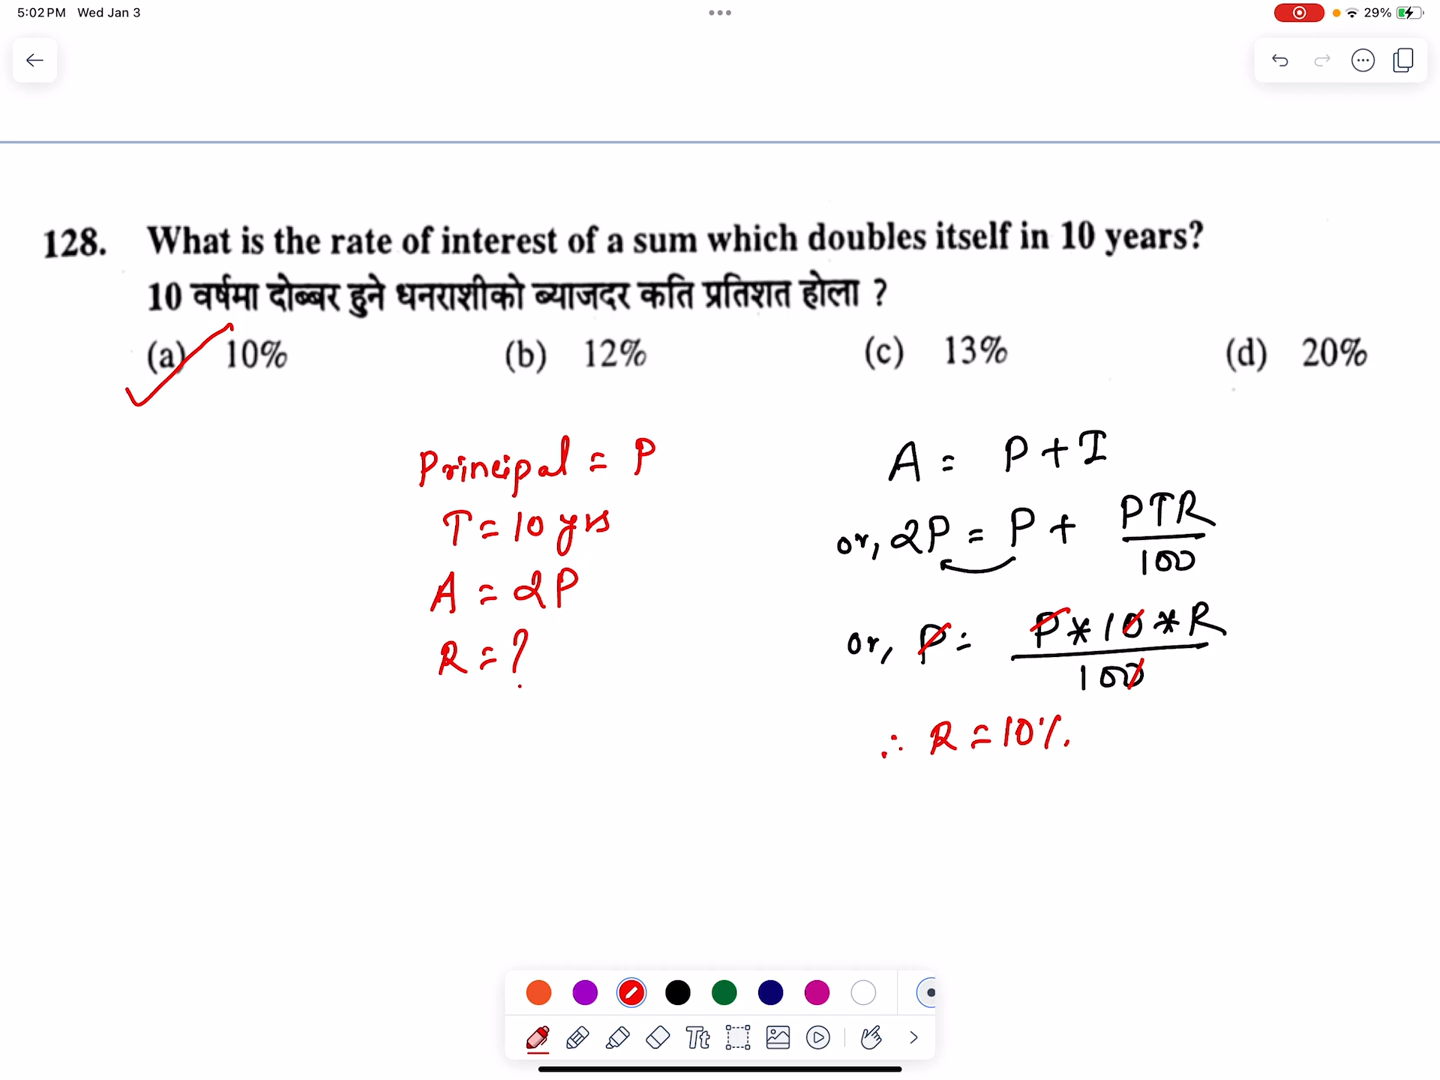 5:02 PM Wed Jan 3
29%
128. What is the rate of interest of a sum which doubles itself in 10 years?
10 वर्षमा दोब्बर हुने धनराशीको ब्याजदर कति प्रतिशत होला ?
(a) 10% (b) 12% (c) 13% (d) 20%
Principal = P
T = 10 yrs
A = 2P
R = ?
A = P + I
or, 2P = P + PTR/100
or, P = P * 10 * R/100
∴ R = 10%
Tt